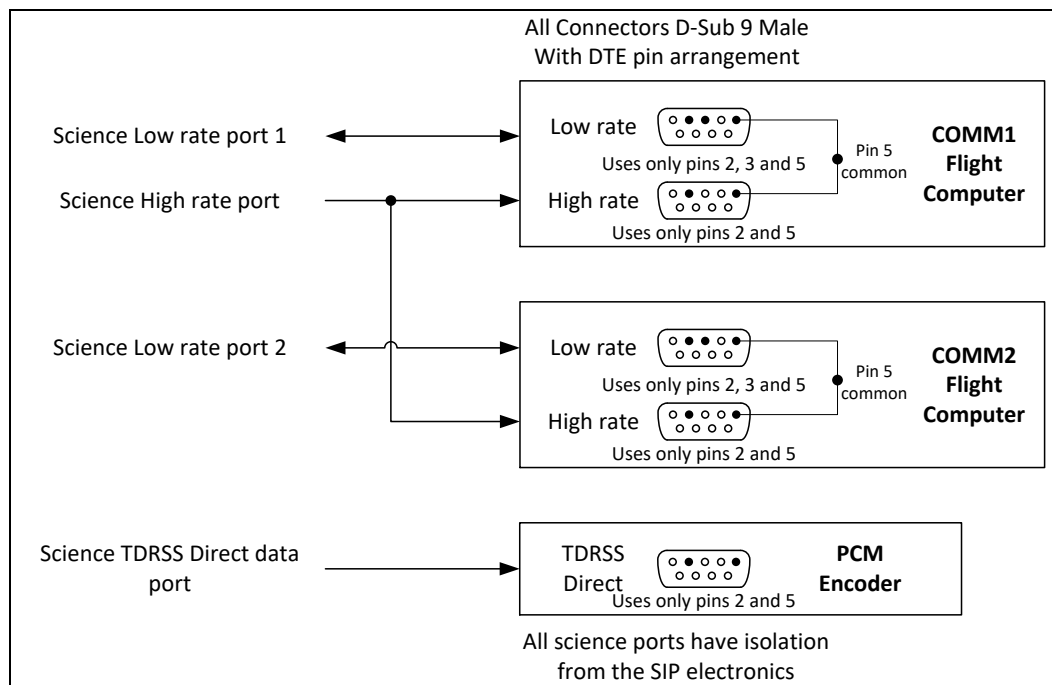 All Connectors D-Sub 9 Male
With DTE pin arrangement
Science Low rate port 1
Low rate
Uses only pins 2, 3 and 5
Pin 5
common
COMM1
Flight
Computer
Science High rate port
High rate
Uses only pins 2 and 5
Science Low rate port 2
Low rate
Uses only pins 2, 3 and 5
Pin 5
common
COMM2
Flight
Computer
High rate
Uses only pins 2 and 5
Science TDRSS Direct data
port
TDRSS
Direct
Uses only pins 2 and 5
PCM
Encoder
All science ports have isolation
from the SIP electronics